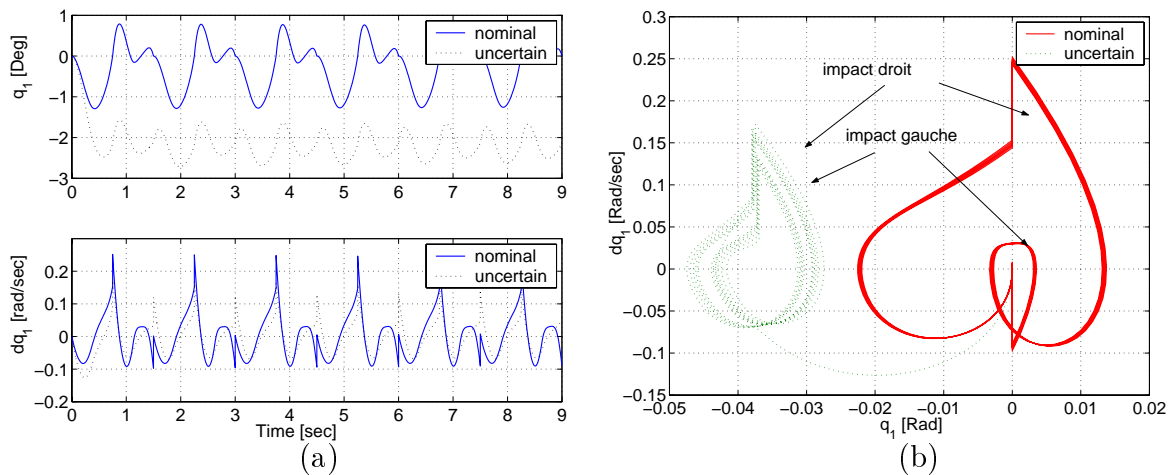 1
0
−1
−2
−3
q1 [Deg]
nominal
uncertain
0 1 2 3 4 5 6 7 8 9
0.2
0.1
0
−0.1
−0.2
dq1 [rad/sec]
nominal
uncertain
0 1 2 3 4 5 6 7 8 9
Time [sec]
(a)
0.3
0.25
0.2
0.15
0.1
0.05
0
−0.05
−0.1
−0.15
dq1 [Rad/sec]
nominal
uncertain
impact droit
impact gauche
−0.05 −0.04 −0.03 −0.02 −0.01 0 0.01 0.02
q1 [Rad]
(b)